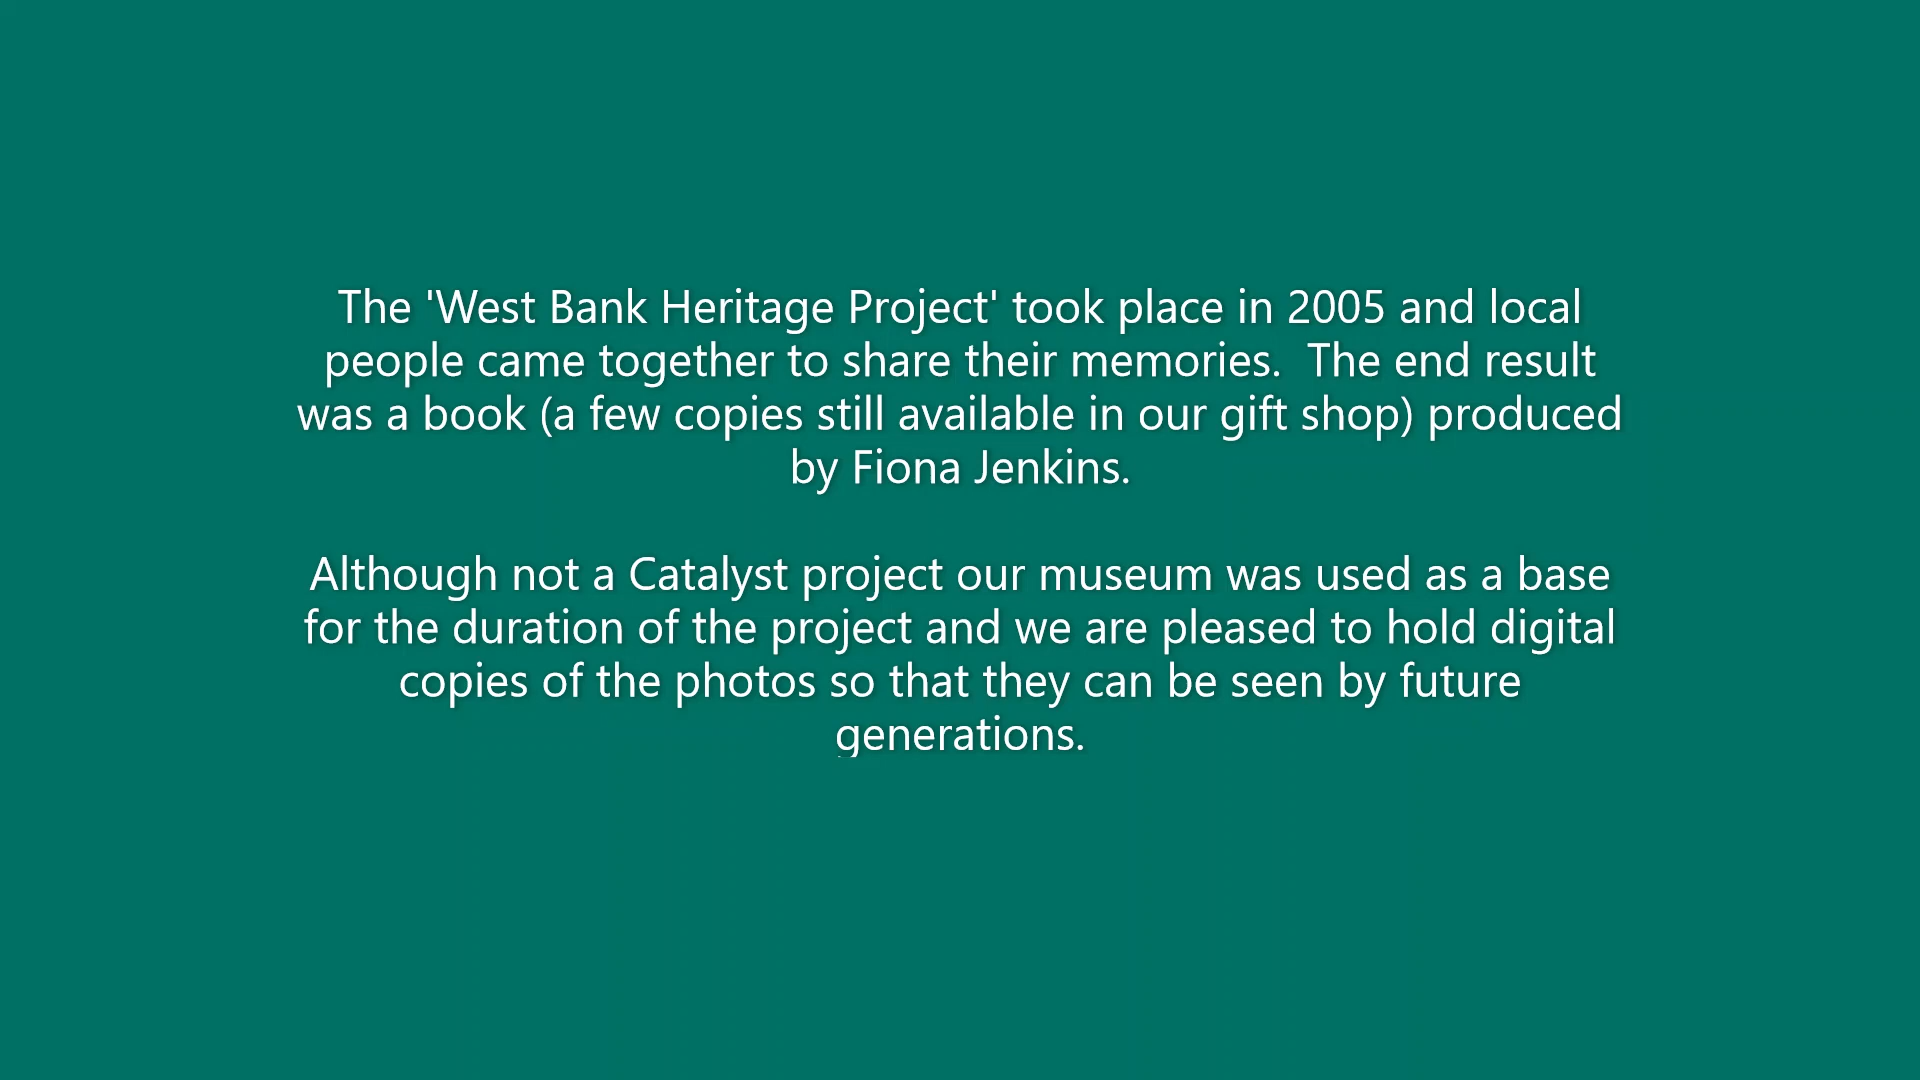 The 'West Bank Heritage Project' took place in 2005 and local
people came together to share their memories.  The end result
was a book (a few copies still available in our gift shop) produced
by Fiona Jenkins.
Although not a Catalyst project our museum was used as a base
for the duration of the project and we are pleased to hold digital
copies of the photos so that they can be seen by future
generations.